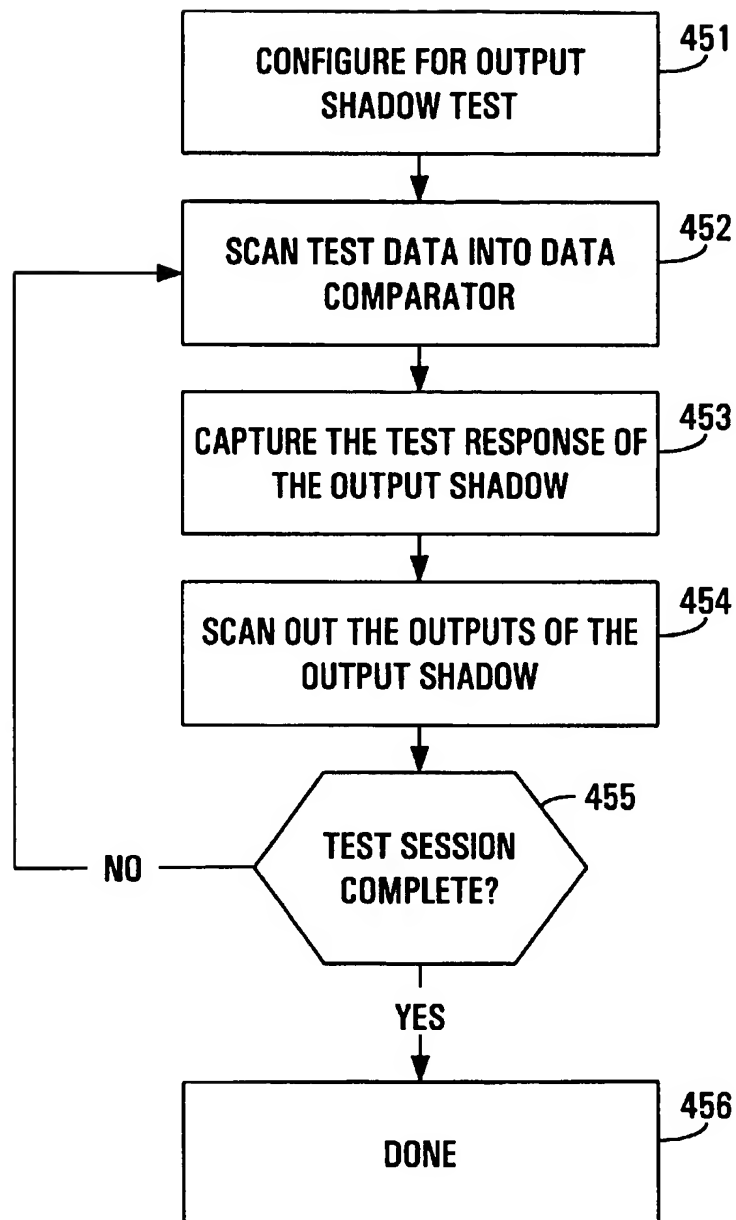 451
CONFIGURE FOR OUTPUT
SHADOW TEST
452
SCAN TEST DATA INTO DATA
COMPARATOR
453
CAPTURE THE TEST RESPONSE OF
THE OUTPUT SHADOW
454
SCAN OUT THE OUTPUTS OF THE
OUTPUT SHADOW
455
TEST SESSION
COMPLETE?
NO
YES
456
DONE